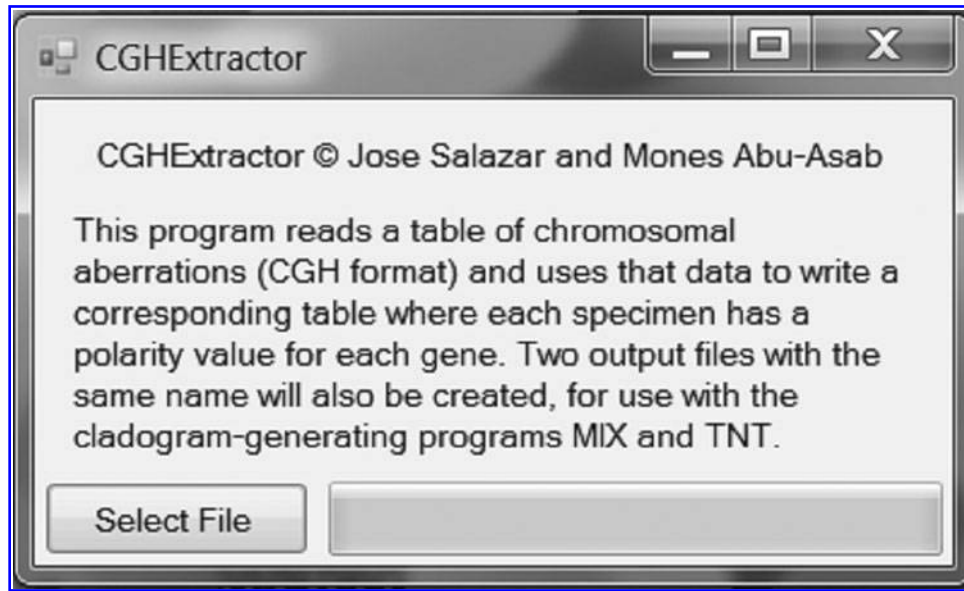 CGHExtractor
CGHExtractor © Jose Salazar and Mones Abu-Asab
This program reads a table of chromosomal
aberrations (CGH format) and uses that data to write a
corresponding table where each specimen has a
polarity value for each gene. Two output files with the
same name will also be created, for use with the
cladogram-generating programs MIX and TNT.
Select File